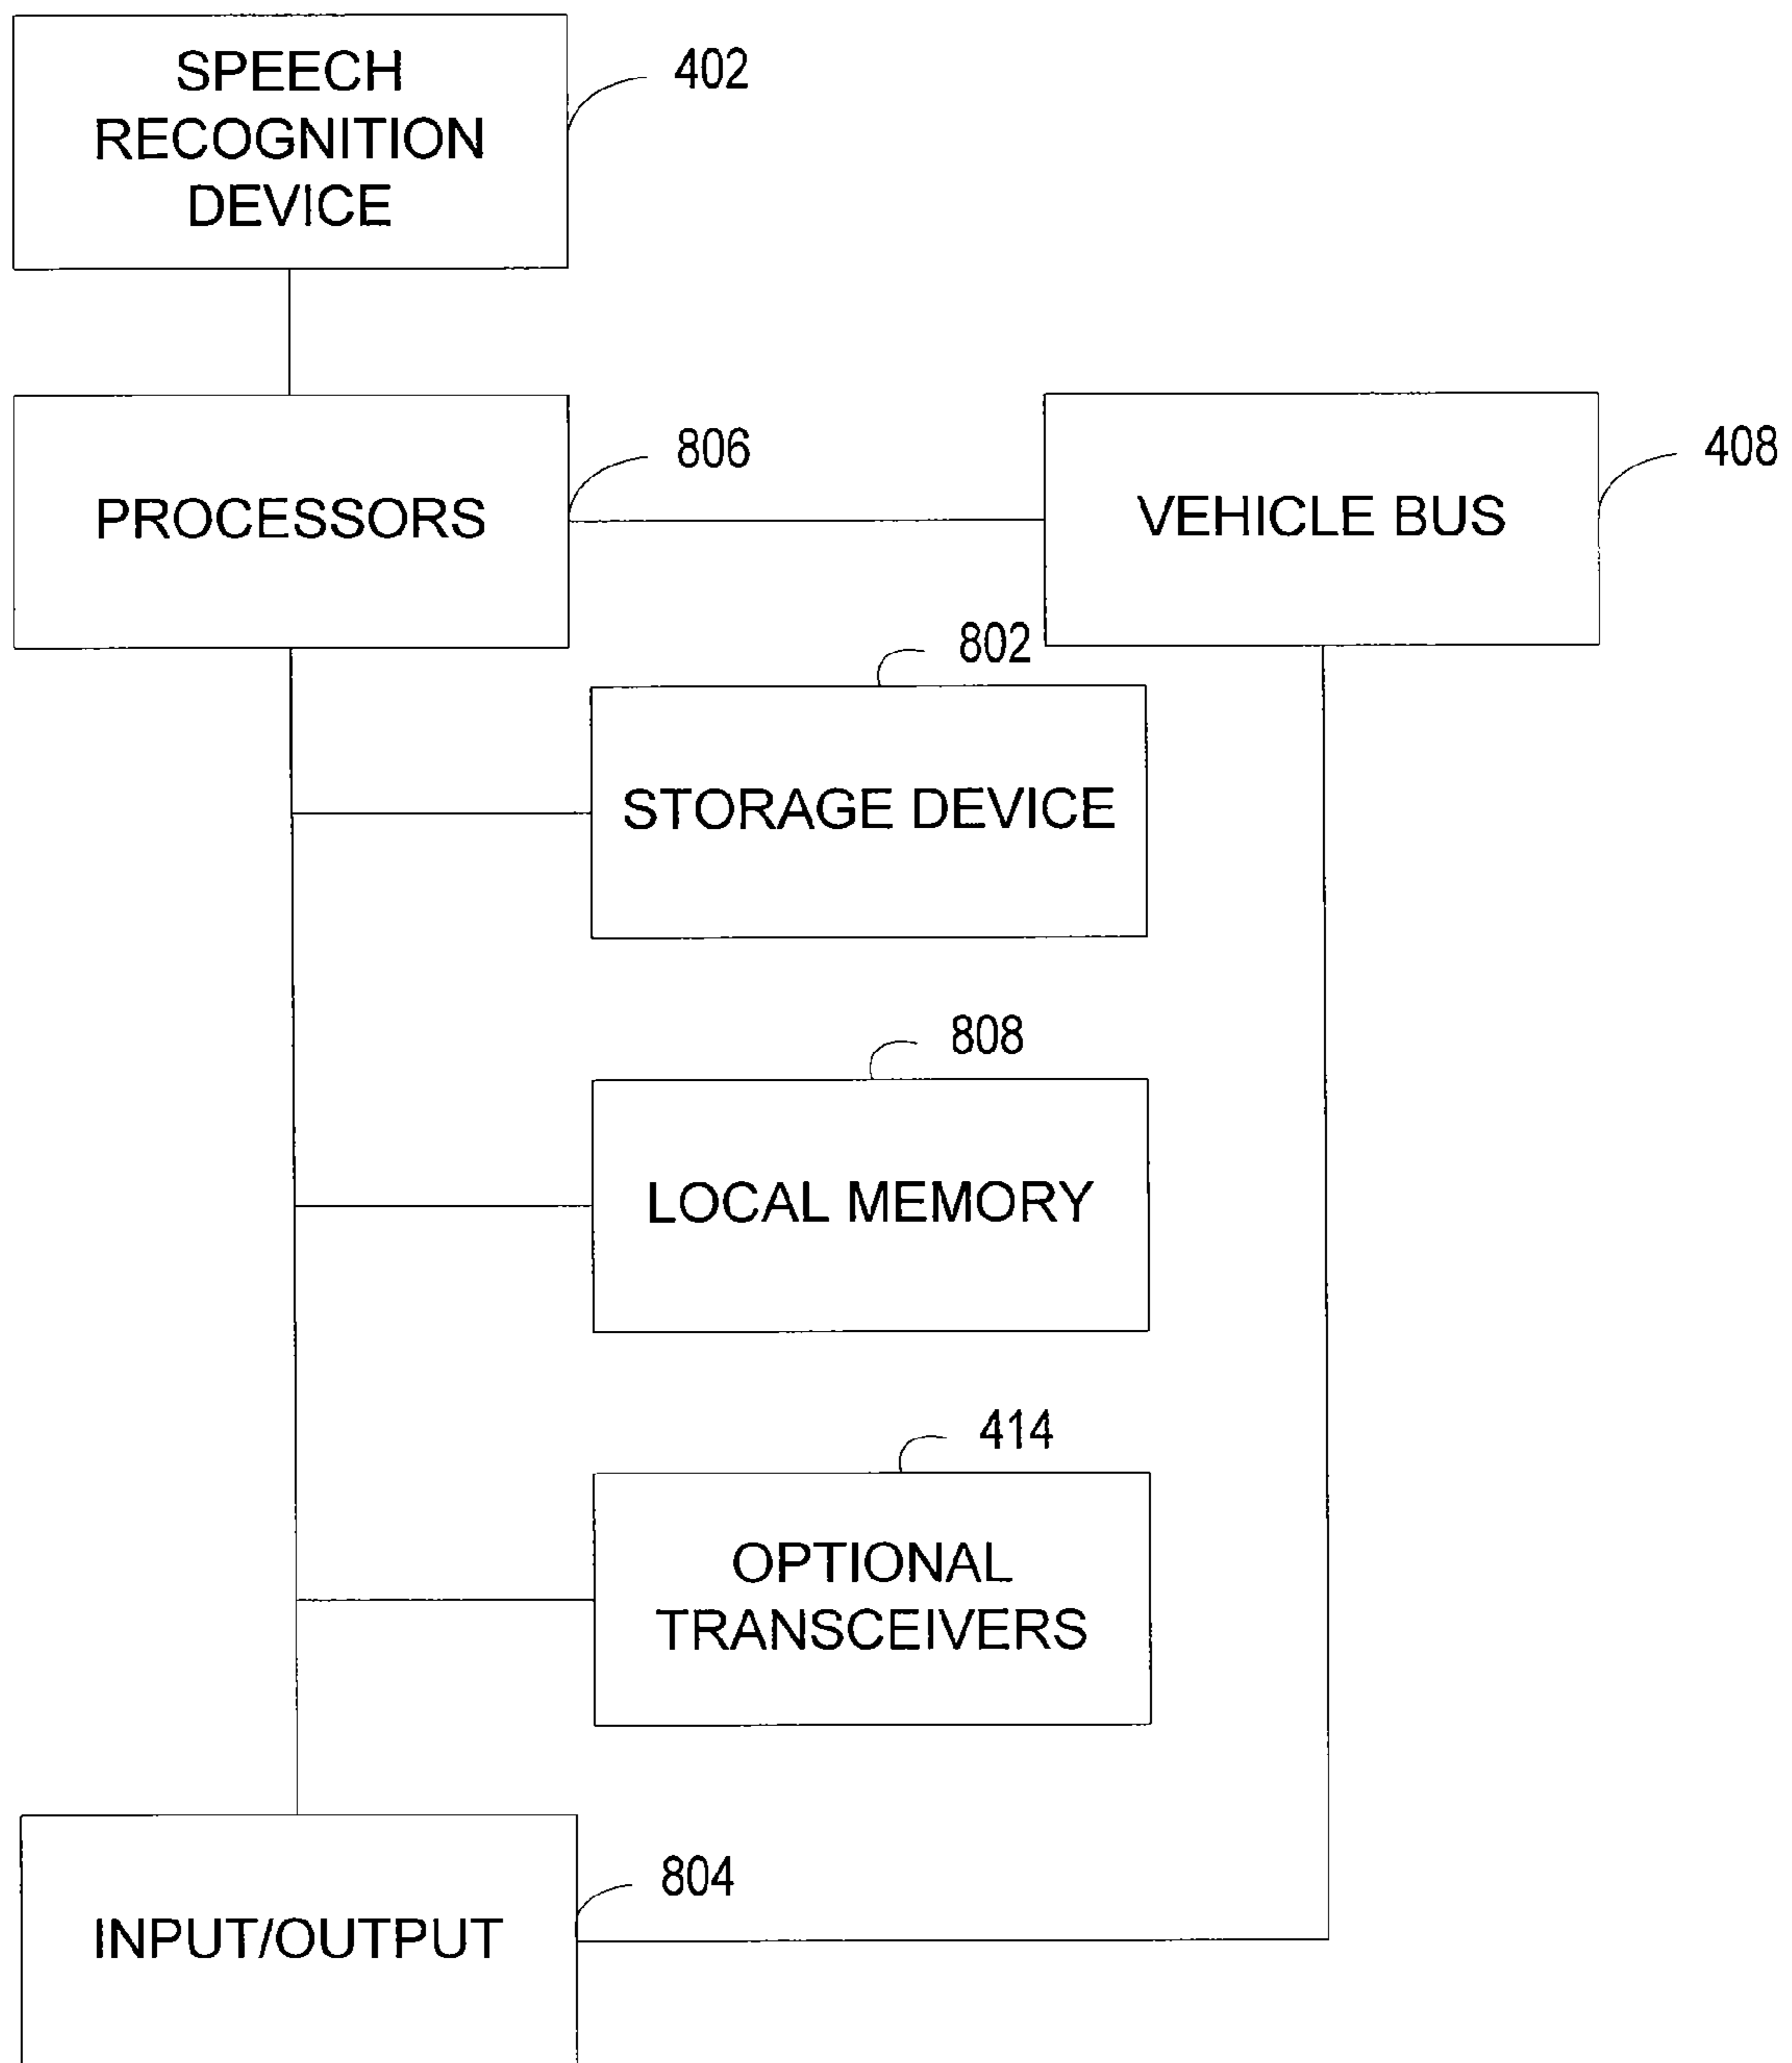 SPEECH
RECOGNITION
DEVICE
402
PROCESSORS
806
VEHICLE BUS
408
802
STORAGE DEVICE
808
LOCAL MEMORY
414
OPTIONAL
TRANSCEIVERS
804
INPUT/OUTPUT